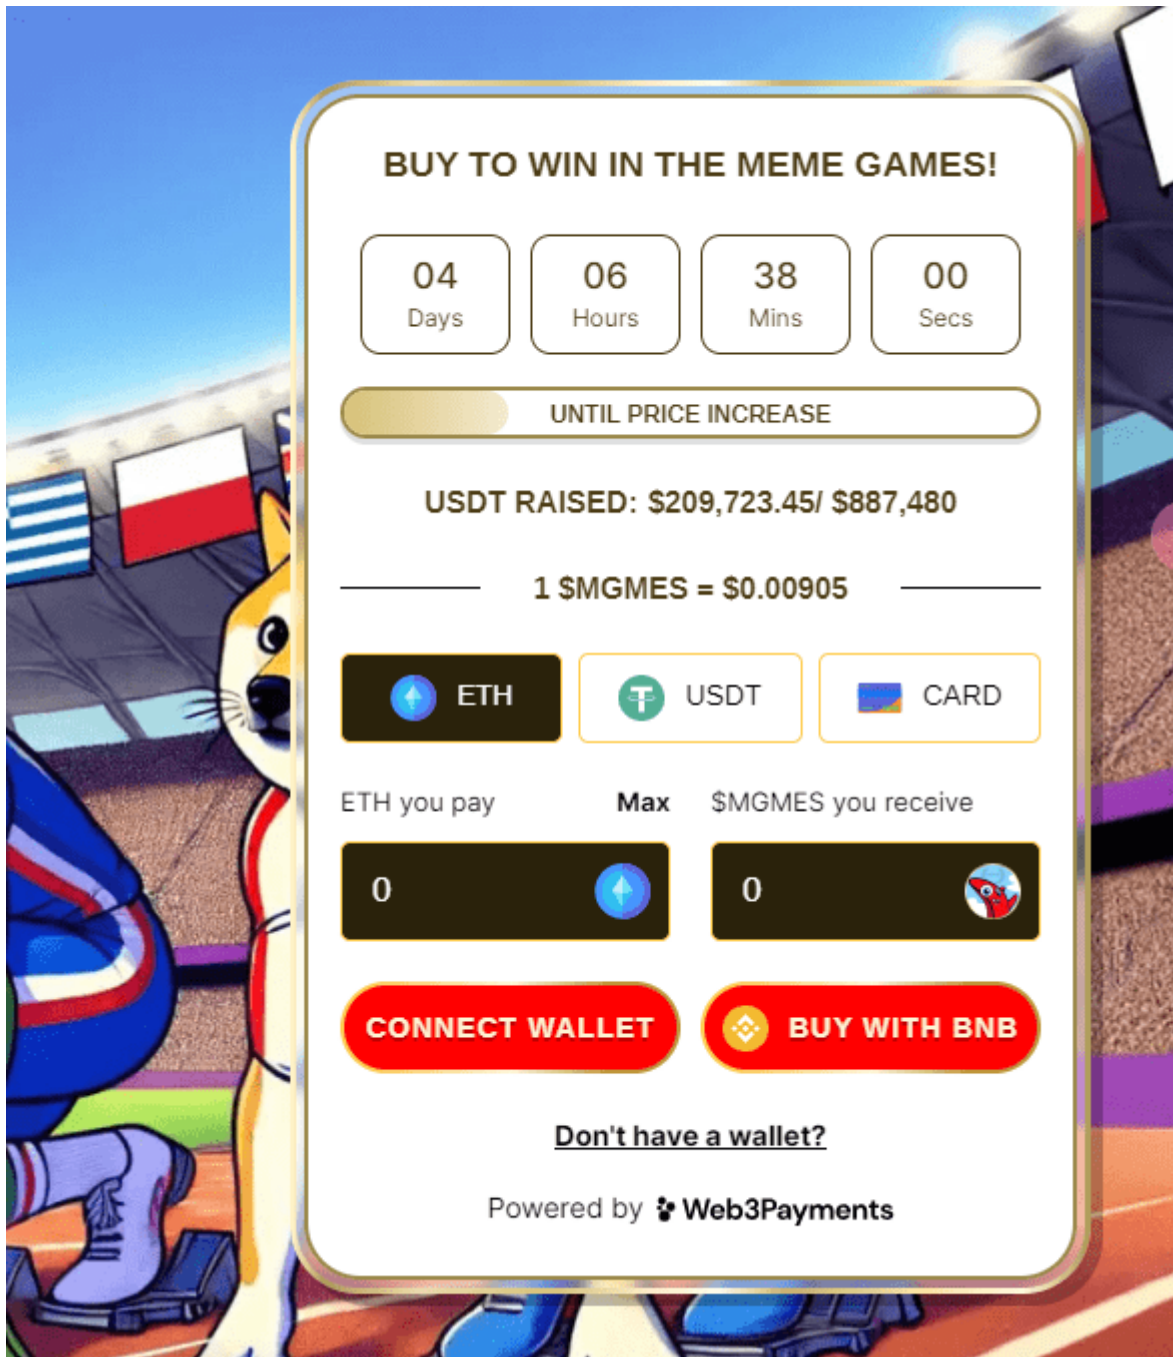 BUY TO WIN IN THE MEME GAMES!
04 06 38 00
Days Hours Mins Secs
UNTIL PRICE INCREASE
USDT RAISED: $209,723.45/ $887,480
1 $MGMES = $0.00905
ETH USDT CARD
ETH you pay Max $MGMES you receive
0 0
CONNECT WALLET BUY WITH BNB
Don't have a wallet?
Powered by Web3Payments